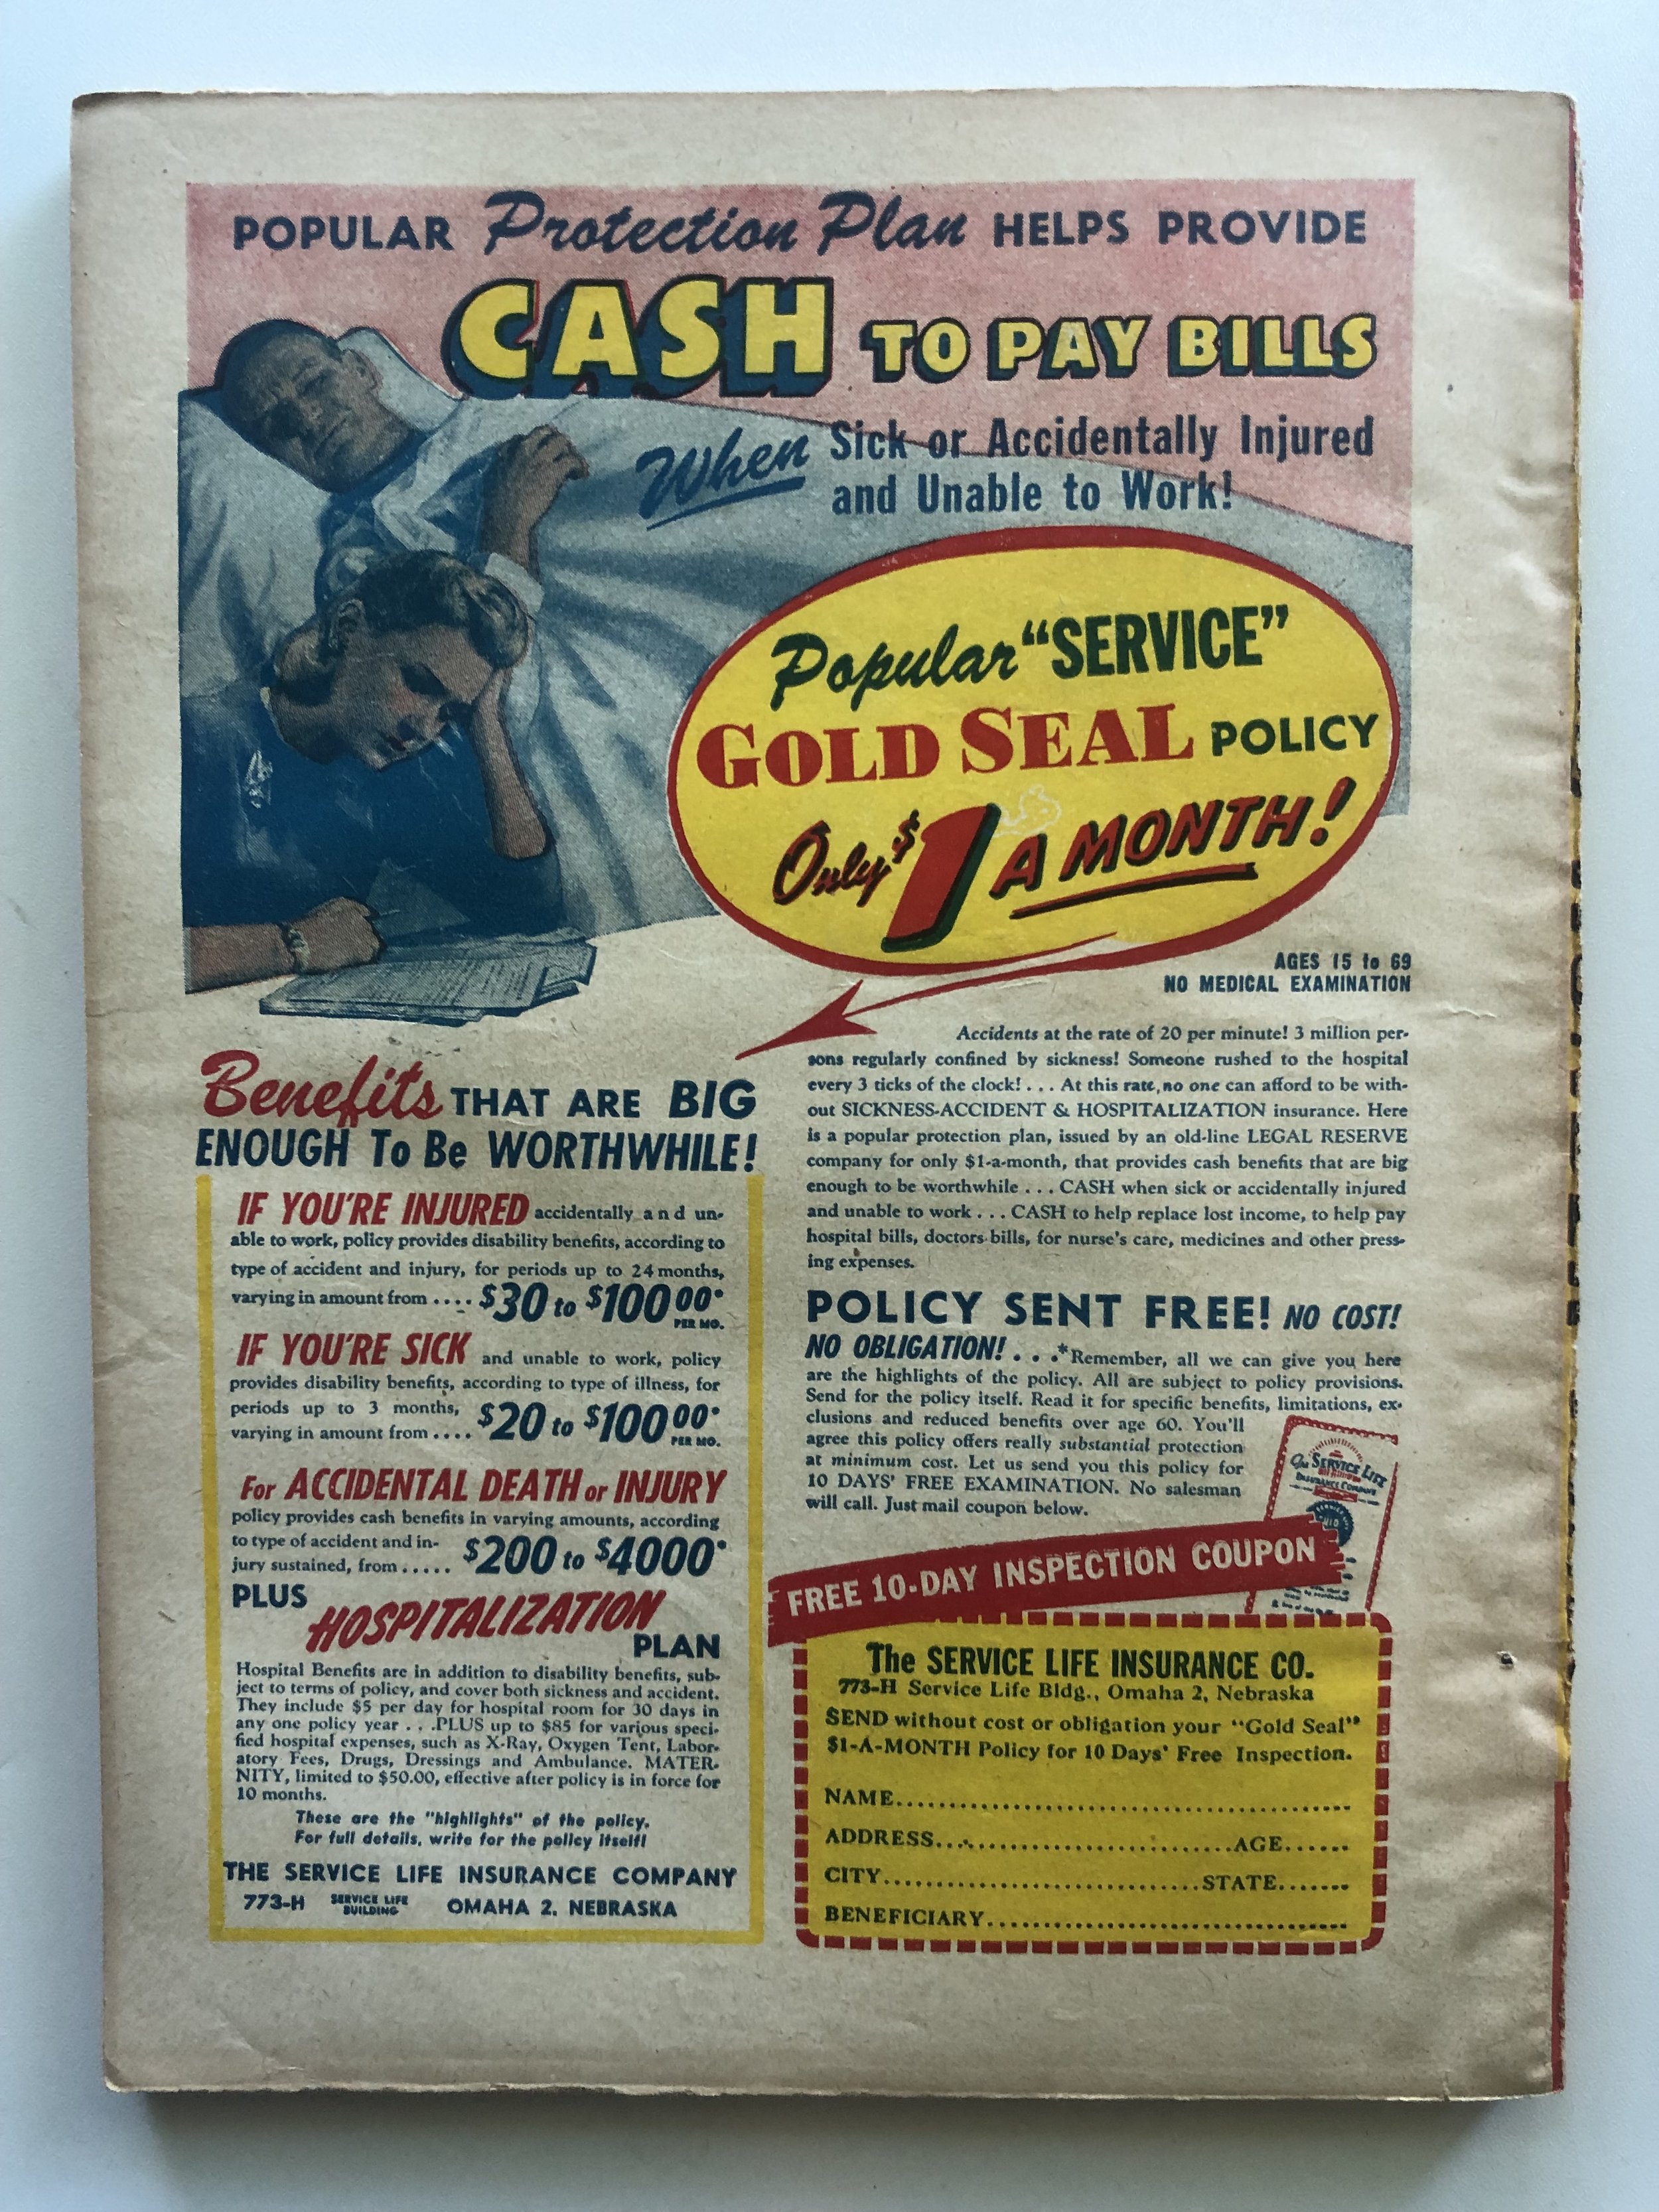 POPULAR Protection Plan HELPS PROVIDE
CASH TO PAY BILLS
When Sick or Accidentally Injured
and Unable to Work!
Popular "SERVICE"
GOLD SEAL POLICY
Only $1 A MONTH!
AGES 15 to 69
NO MEDICAL EXAMINATION
Benefits THAT ARE BIG
ENOUGH To Be WORTHWHILE!
IF YOU'RE INJURED accidentally and un-
able to work, policy provides disability benefits, according to
type of accident and injury, for periods up to 24 months,
varying in amount from .... $30 to $100 00*
PER MO.
IF YOU'RE SICK and unable to work, policy
provides disability benefits, according to type of illness, for
periods up to 3 months,
varying in amount from .... $20 to $100 00*
PER MO.
For ACCIDENTAL DEATH or INJURY
policy provides cash benefits in varying amounts, according
to type of accident and in-
jury sustained, from ..... $200 to $4000*
PLUS HOSPITALIZATION
PLAN
Hospital Benefits are in addition to disability benefits, sub-
ject to terms of policy, and cover both sickness and accident.
They include $5 per day for hospital room for 30 days in
any one policy year . . .PLUS up to $85 for various speci-
fied hospital expenses, such as X-Ray, Oxygen Tent, Labor-
atory Fees, Drugs, Dressings and Ambulance. MATER-
NITY, limited to $50.00, effective after policy is in force for
10 months.
These are the "highlights" of the policy.
For full details, write for the policy itself!
THE SERVICE LIFE INSURANCE COMPANY
773-H SERVICE LIFE BUILDING OMAHA 2, NEBRASKA
Accidents at the rate of 20 per minute! 3 million per-
sons regularly confined by sickness! Someone rushed to the hospital
every 3 ticks of the clock! . . . At this rate, no one can afford to be with-
out SICKNESS-ACCIDENT & HOSPITALIZATION insurance. Here
is a popular protection plan, issued by an old-line LEGAL RESERVE
company for only $1-a-month, that provides cash benefits that are big
enough to be worthwhile . . . CASH when sick or accidentally injured
and unable to work . . . CASH to help replace lost income, to help pay
hospital bills, doctors bills, for nurse's care, medicines and other press-
ing expenses.
POLICY SENT FREE! NO COST!
NO OBLIGATION! . . .*Remember, all we can give you here
are the highlights of the policy. All are subject to policy provisions.
Send for the policy itself. Read it for specific benefits, limitations, ex-
clusions and reduced benefits over age 60. You'll
agree this policy offers really substantial protection
at minimum cost. Let us send you this policy for
10 DAYS' FREE EXAMINATION. No salesman
will call. Just mail coupon below.
The SERVICE LIFE
INSURANCE COMPANY
FREE 10-DAY INSPECTION COUPON
The SERVICE LIFE INSURANCE CO.
773-H Service Life Bldg., Omaha 2, Nebraska
SEND without cost or obligation your "Gold Seal"
$1-A-MONTH Policy for 10 Days' Free Inspection.
NAME
ADDRESS AGE
CITY STATE
BENEFICIARY